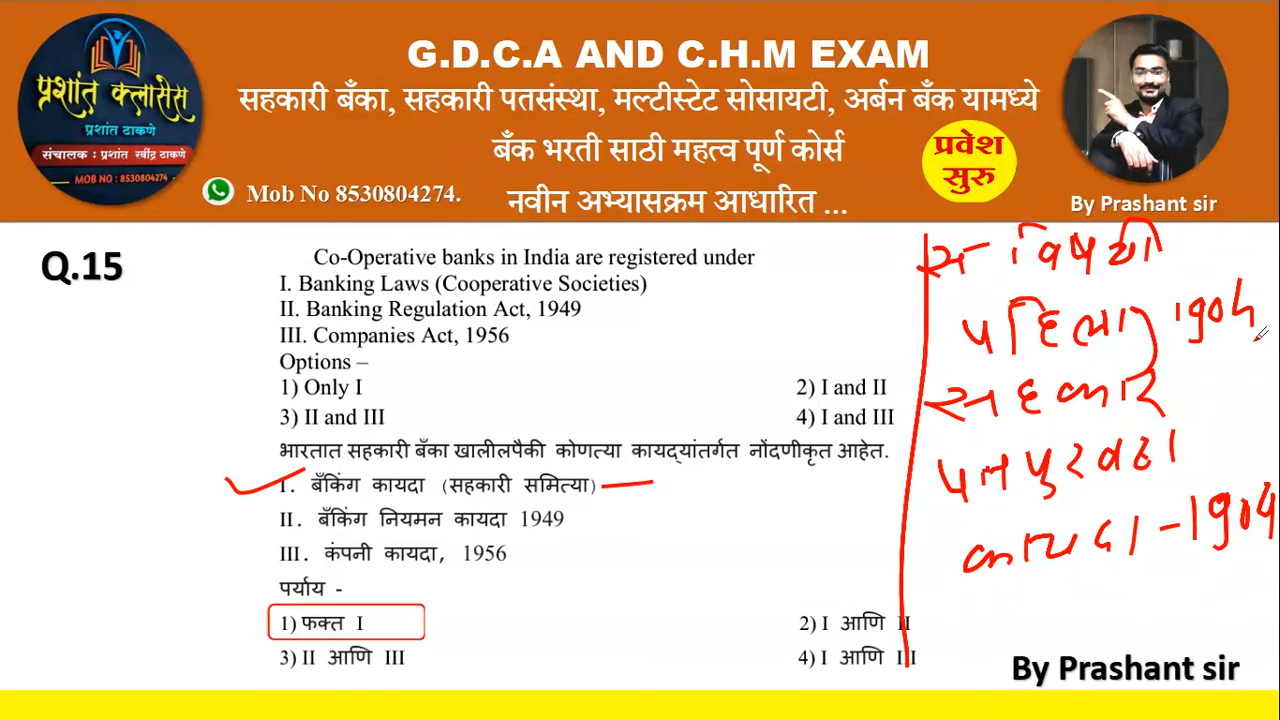 प्रशांत क्लासेस
प्रशांत ठाकणे
संचालक : प्रशांत रवींद्र ठाकणे
MOB NO : 8530804274
G.D.C.A AND C.H.M EXAM
सहकारी बँका, सहकारी पतसंस्था, मल्टीस्टेट सोसायटी, अर्बन बँक यामध्ये
बँक भरती साठी महत्व पूर्ण कोर्स
प्रवेश
सुरु
Mob No 8530804274.
नवीन अभ्यासक्रम आधारित ...
By Prashant sir
Q.15
Co-Operative banks in India are registered under
I. Banking Laws (Cooperative Societies)
II. Banking Regulation Act, 1949
III. Companies Act, 1956
Options –
1) Only I 2) I and II
3) II and III 4) I and III
भारतात सहकारी बँका खालीलपैकी कोणत्या कायद्यांतर्गत नोंदणीकृत आहेत.
I. बँकिंग कायदा (सहकारी समित्या)
II. बँकिंग नियमन कायदा 1949
III. कंपनी कायदा, 1956
पर्याय -
1) फक्त I 2) I आणि II
3) II आणि III 4) I आणि III
पहिला 1904
सहकार
पतपुरवठा
कायदा - 1904
By Prashant sir